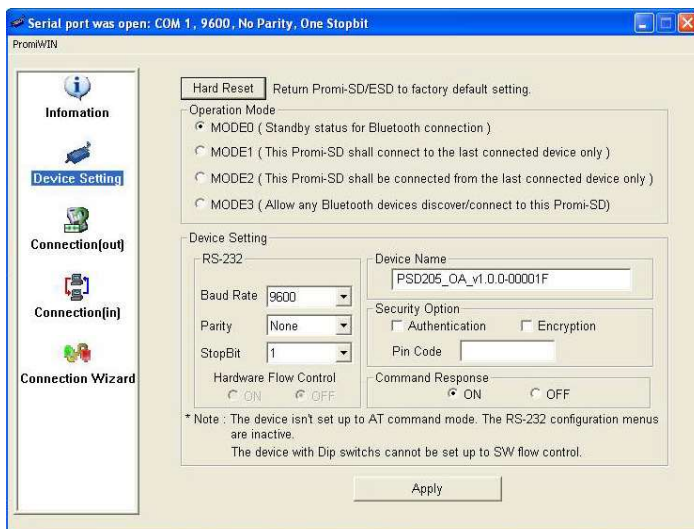 Serial port was open: COM 1, 9600, No Parity, One Stopbit
PromiWIN
Infomation
Device Setting
Connection(out)
Connection(in)
Connection Wizard
Hard Reset Return Promi-SD/ESD to factory default setting.
Operation Mode
MODE0 ( Standby status for Bluetooth connection )
MODE1 ( This Promi-SD shall connect to the last connected device only )
MODE2 ( This Promi-SD shall be connected from the last connected device only )
MODE3 ( Allow any Bluetooth devices discover/connect to this Promi-SD)
Device Setting
RS-232
Baud Rate 9600
Parity None
StopBit 1
Hardware Flow Control
ON OFF
Device Name
PSD205_OA_v1.0.0-00001F
Security Option
Authentication Encryption
Pin Code
Command Response
ON OFF
* Note : The device isn't set up to AT command mode. The RS-232 configuration menus
are inactive.
The device with Dip switchs cannot be set up to SW flow control.
Apply